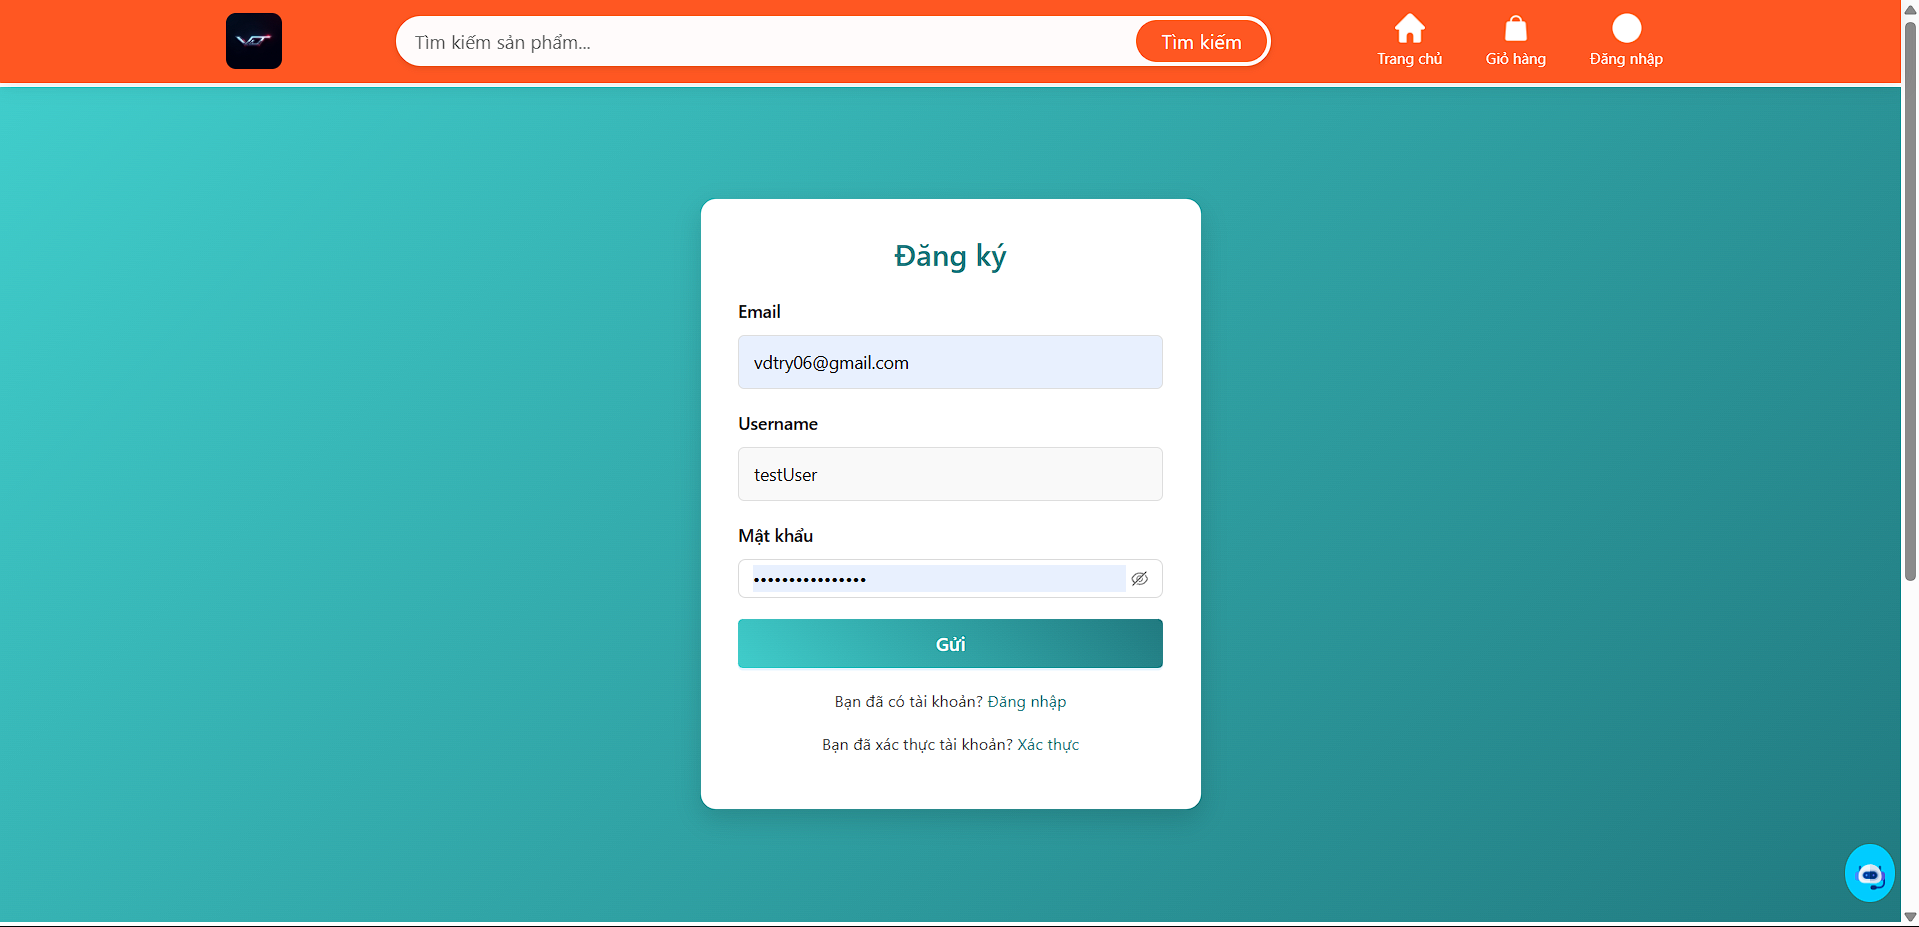 VDT
Tìm kiếm sản phẩm...
Tìm kiếm
Trang chủ
Giỏ hàng
Đăng nhập
Đăng ký
Email
vdtry06@gmail.com
Username
testUser
Mật khẩu
••••••••••••••••
Gửi
Bạn đã có tài khoản? Đăng nhập
Bạn đã xác thực tài khoản? Xác thực